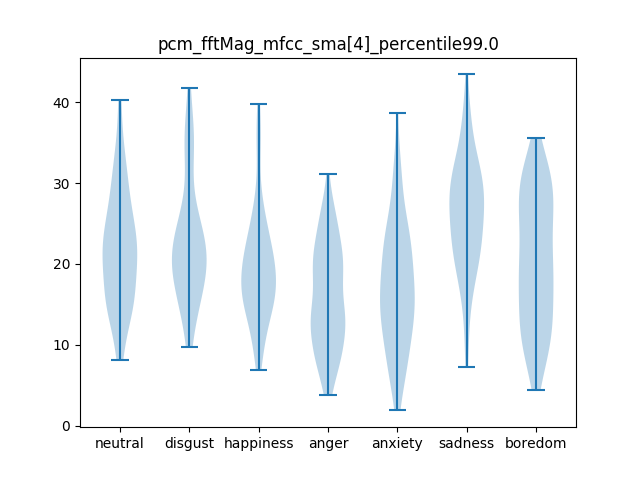 pcm_fftMag_mfcc_sma[4]_percentile99.0
40
30
20
10
0
neutral disgust happiness anger anxiety sadness boredom